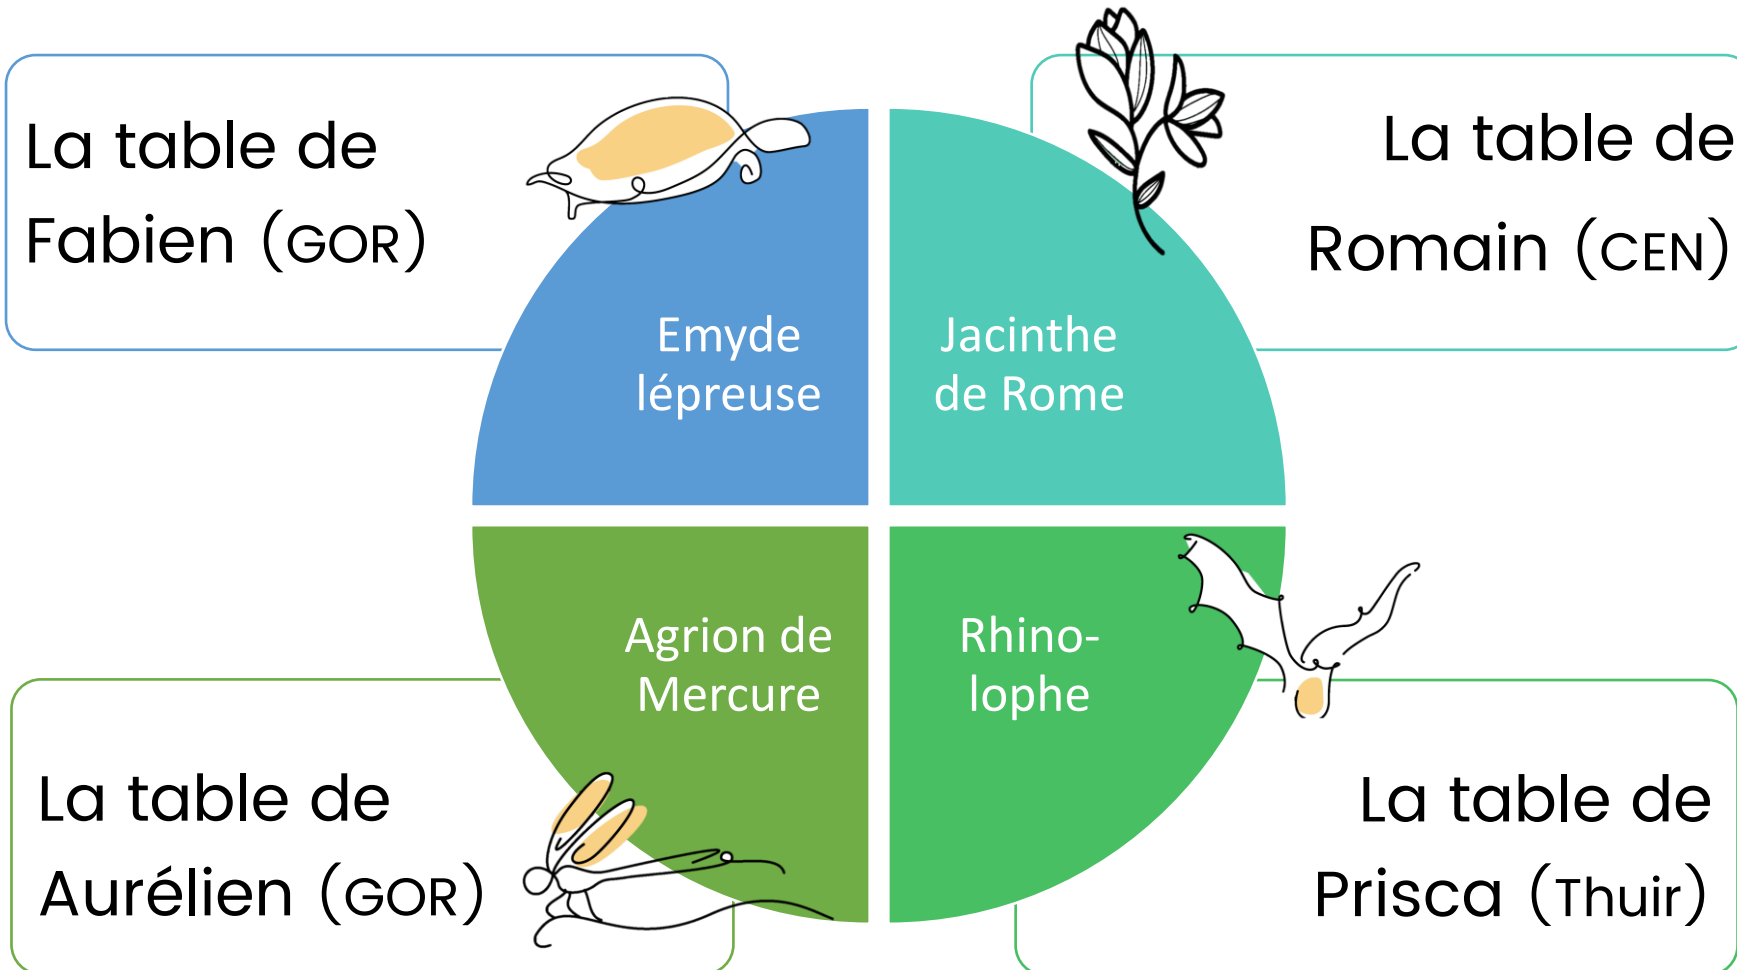 La table de
Fabien (GOR)
La table de
Romain (CEN)
Emyde
lépreuse
Jacinthe
de Rome
Agrion de
Mercure
Rhino-
lophe
La table de
Aurélien (GOR)
La table de
Prisca (Thuir)